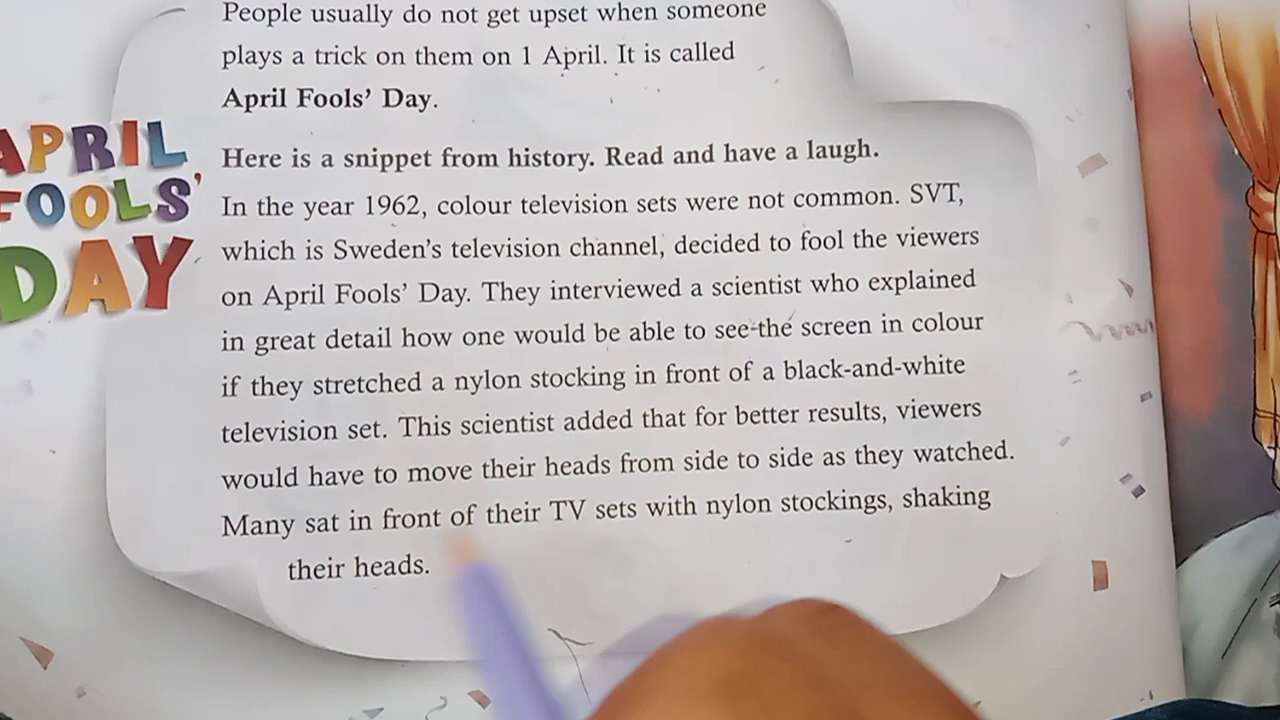 People usually do not get upset when someone
plays a trick on them on 1 April. It is called
April Fools’ Day.
APRIL
FOOLS’
DAY
Here is a snippet from history. Read and have a laugh.
In the year 1962, colour television sets were not common. SVT,
which is Sweden’s television channel, decided to fool the viewers
on April Fools’ Day. They interviewed a scientist who explained
in great detail how one would be able to see the screen in colour
if they stretched a nylon stocking in front of a black-and-white
television set. This scientist added that for better results, viewers
would have to move their heads from side to side as they watched.
Many sat in front of their TV sets with nylon stockings, shaking
their heads.